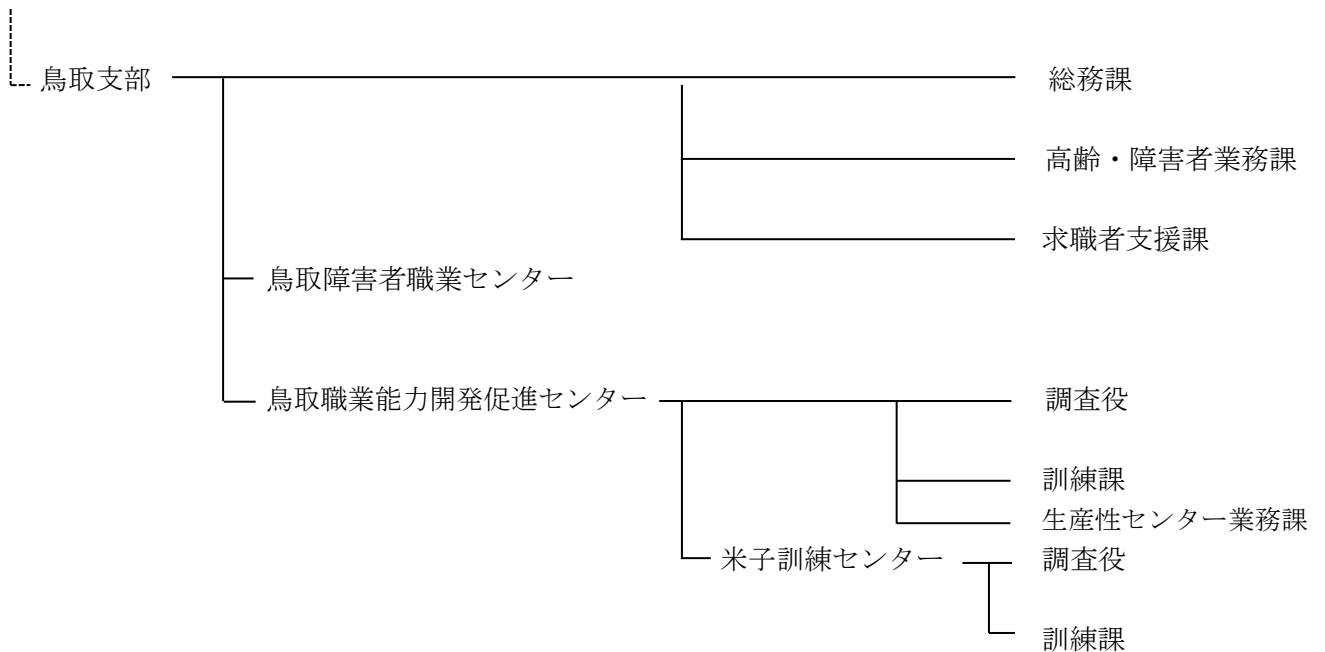 鳥取支部
総務課
高齢・障害者業務課
求職者支援課
鳥取障害者職業センター
鳥取職業能力開発促進センター
調査役
訓練課
生産性センター業務課
米子訓練センター
調査役
訓練課